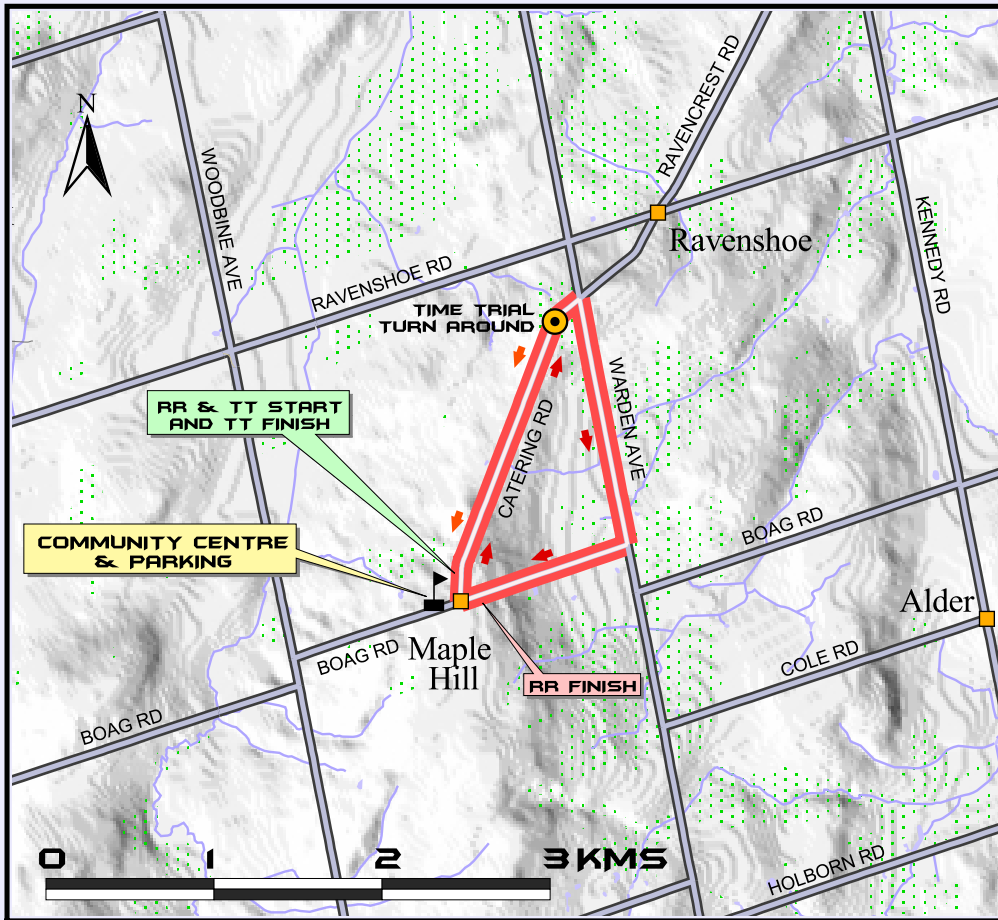 N
RAVENCREST RD
WOODBINE AVE
KENNEDY RD
Ravenshoe
RAVENSHOE RD
TIME TRIAL
TURN AROUND
WARDEN AVE
RR & TT START
AND TT FINISH
CATERING RD
BOAG RD
COMMUNITY CENTRE
& PARKING
Alder
Maple
Hill
BOAG RD
COLE RD
RR FINISH
BOAG RD
0 1 2 3 KMS
HOLBORN RD